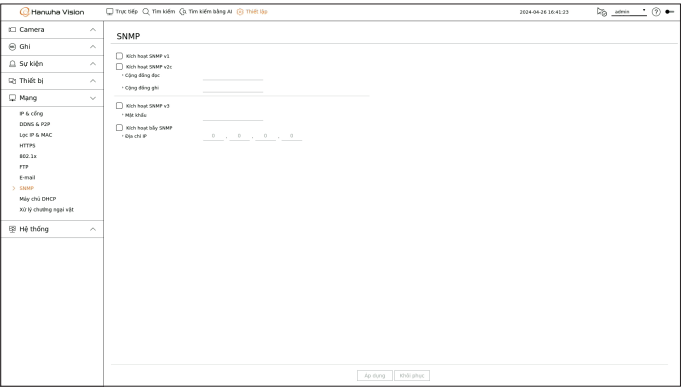 Hanwha Vision
Trực tiếp Tìm kiếm Tìm kiếm bằng AI Thiết lập
2024-04-26 16:41:23
admin
Camera
Ghi
Sự kiện
Thiết bị
Mạng
IP & cổng
DDNS & P2P
Lọc IP & MAC
HTTPS
802.1x
FTP
E-mail
SNMP
Máy chủ DHCP
Xử lý chướng ngại vật
Hệ thống
SNMP
Kích hoạt SNMP v1
Kích hoạt SNMP v2c
• Cộng đồng đọc
• Cộng đồng ghi
Kích hoạt SNMP v3
• Mật khẩu
Kích hoạt bẫy SNMP
• Địa chỉ IP 0 . 0 . 0 . 0
Áp dụng Khôi phục